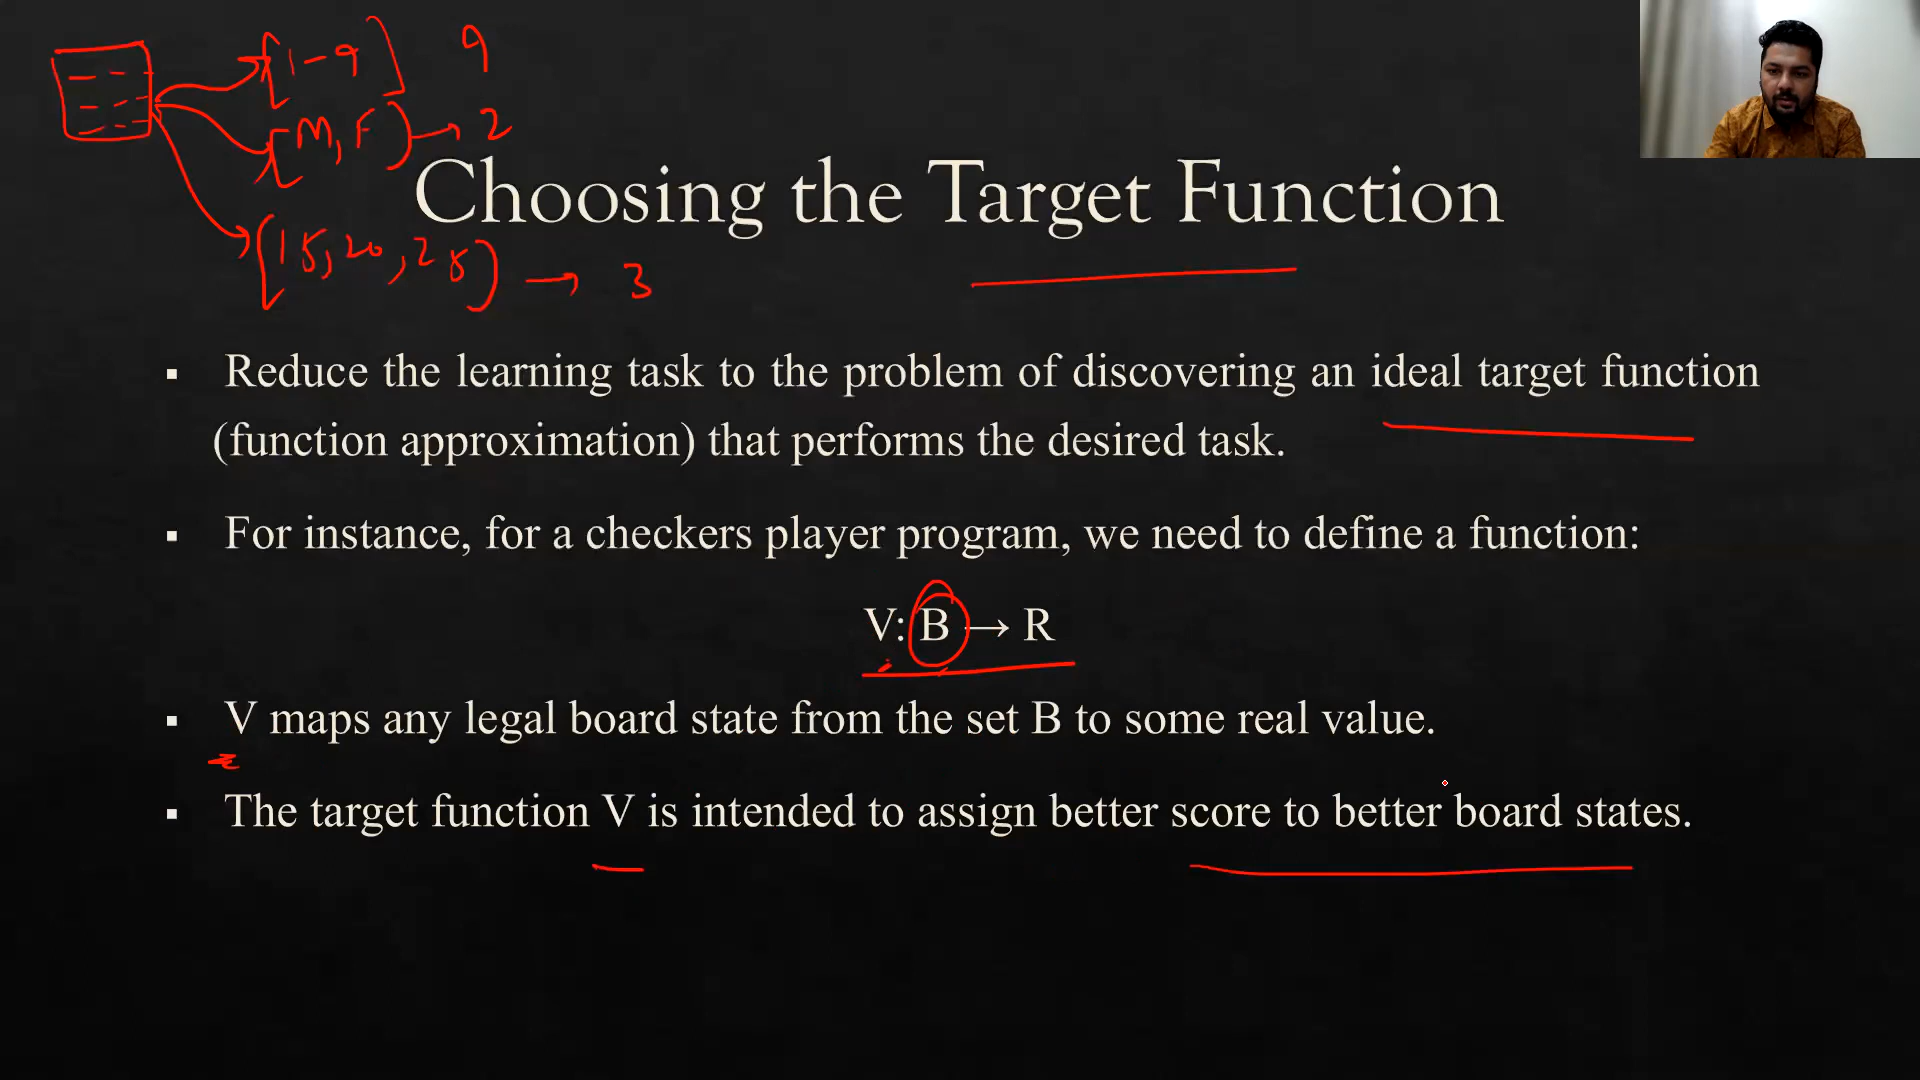 [1-9] 9
[M, F] → 2
Choosing the Target Function
[15, 20, 25] → 3
▪ Reduce the learning task to the problem of discovering an ideal target function
(function approximation) that performs the desired task.
▪ For instance, for a checkers player program, we need to define a function:
V: B → R
▪ V maps any legal board state from the set B to some real value.
▪ The target function V is intended to assign better score to better board states.